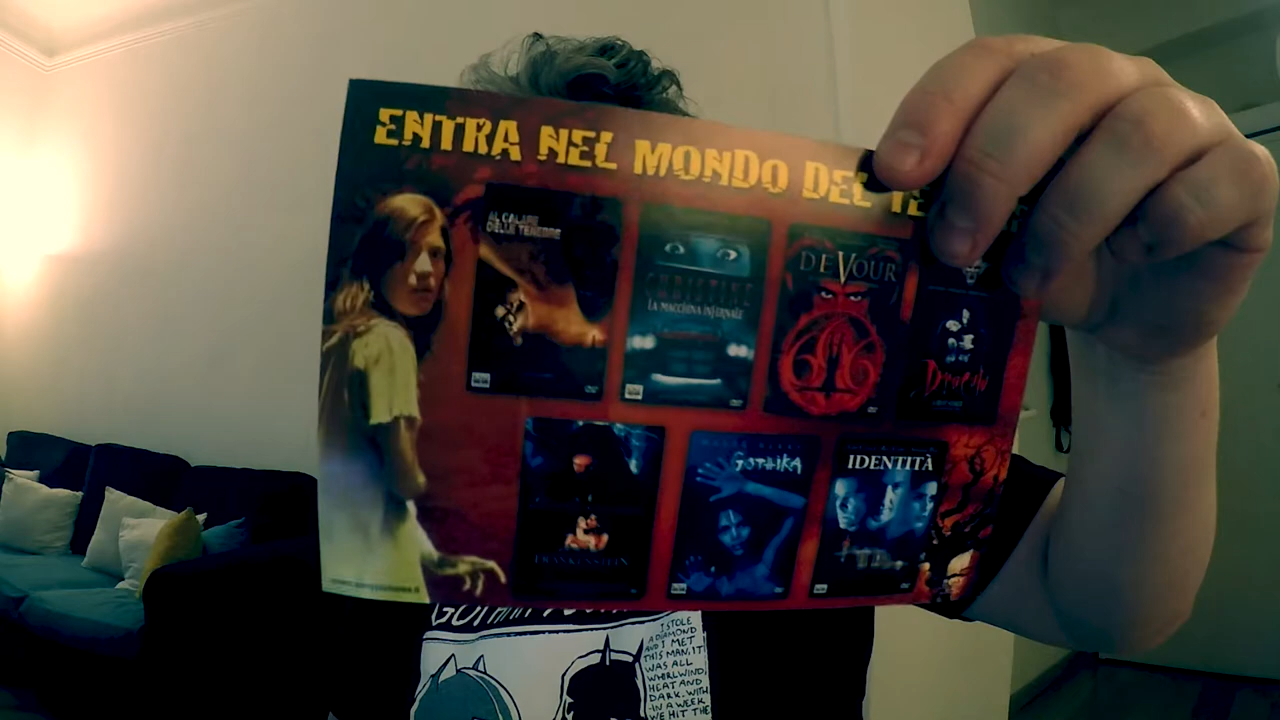 ENTRA NEL MONDO DEL
AL CALARE
DELLE TENEBRE
CHRISTINE
LA MACCHINA INFERNALE
DEVOUR
Dracula
FRANKENSTEIN
GOTHIKA
IDENTITÀ
I STOLE
A DIAMOND
AND I MET
THIS MAN. IT
WAS ALL
WHIRLWIND,
HEAT AND
DARK. WITH
-IN A WEEK
WE HIT THE